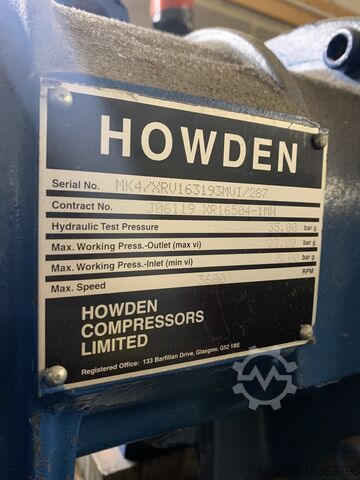 HOWDEN
Serial No. MK4/XRV163193MVI/287
Contract No. J06119 XR16504-1MN
Hydraulic Test Pressure 35.00 bar g
Max. Working Press.-Outlet (max vi) 23.00 bar g
Max. Working Press.-Inlet (min vi) 5.00 bar g
Max. Speed 3600 RPM
HOWDEN
COMPRESSORS
LIMITED
Registered Office: 133 Barfillan Drive, Glasgow, G52 1BE